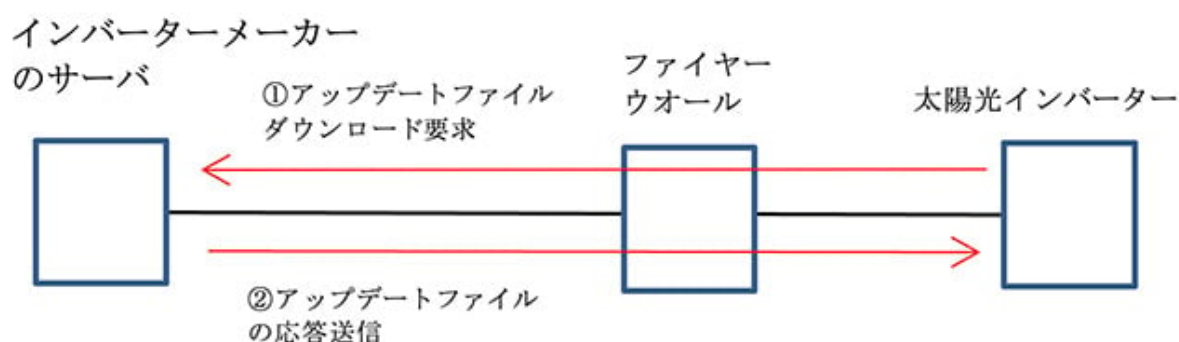 インバーターメーカー
のサーバ
①アップデートファイル
ダウンロード要求
ファイヤー
ウオール
太陽光インバーター
②アップデートファイル
の応答送信